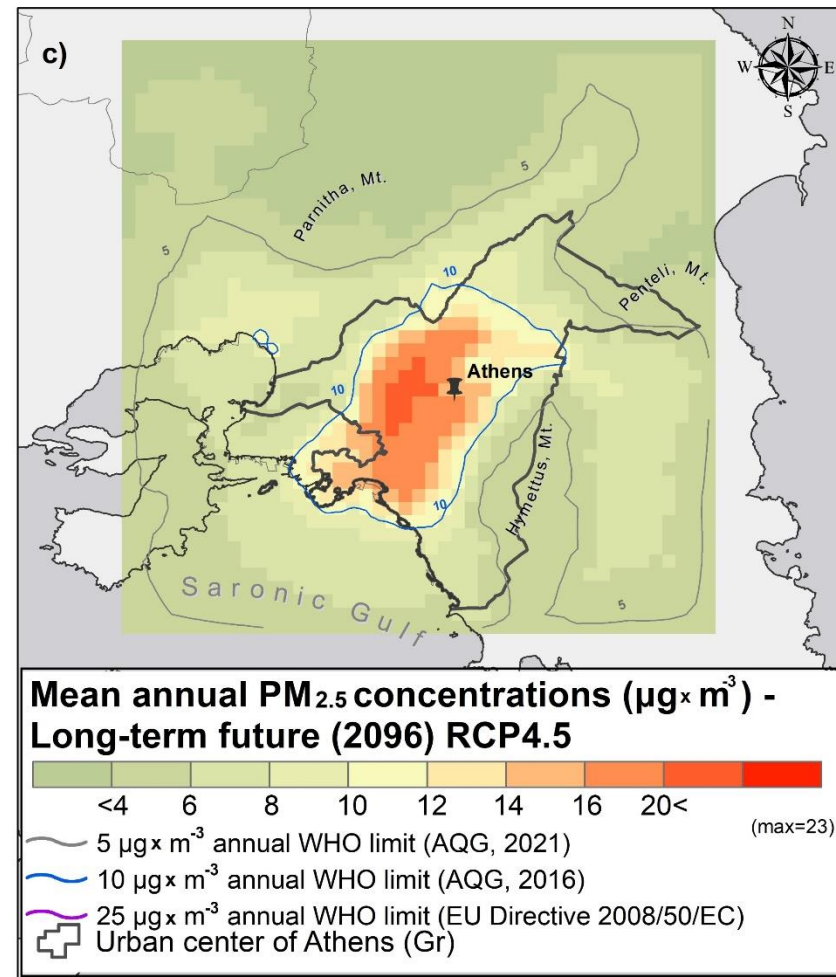 c)
N
W E
S
5
Parnitha, Mt.
5
10
Penteli, Mt.
10
Athens
Hymettus, Mt.
10
5
Saronic Gulf
Mean annual PM2.5 concentrations (µg x m-3) -
Long-term future (2096) RCP4.5
<4 6 8 10 12 14 16 20<
(max=23)
5 µg x m-3 annual WHO limit (AQG, 2021)
10 µg x m-3 annual WHO limit (AQG, 2016)
25 µg x m-3 annual WHO limit (EU Directive 2008/50/EC)
Urban center of Athens (Gr)